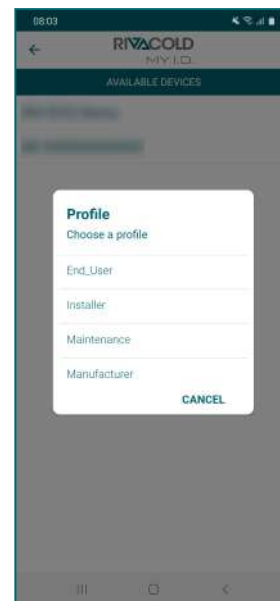 08:03
RIVACOLD
MY I.D.
AVAILABLE DEVICES
Profile
Choose a profile
End_User
Installer
Maintenance
Manufacturer
CANCEL